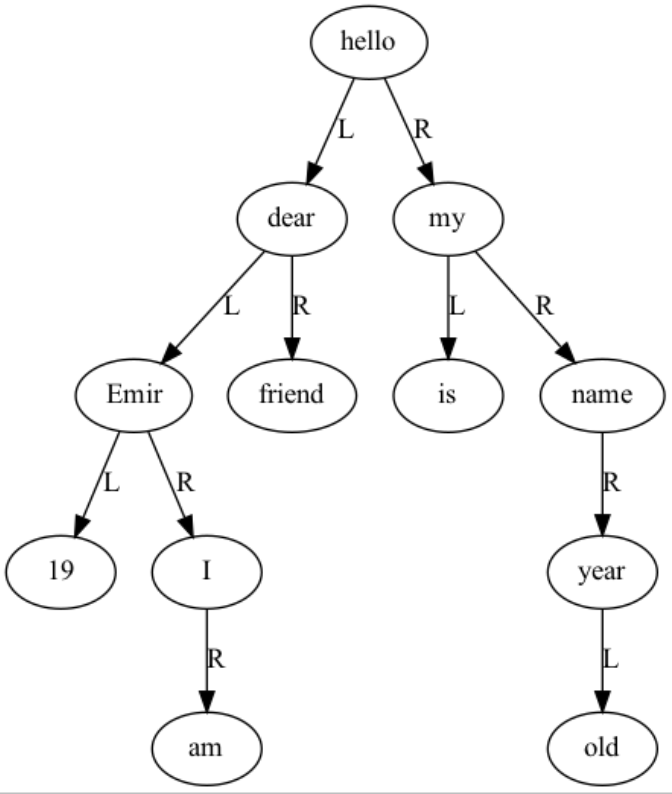 hello
L R
dear my
L R L R
Emir friend is name
L R R
19 I year
R L
am old